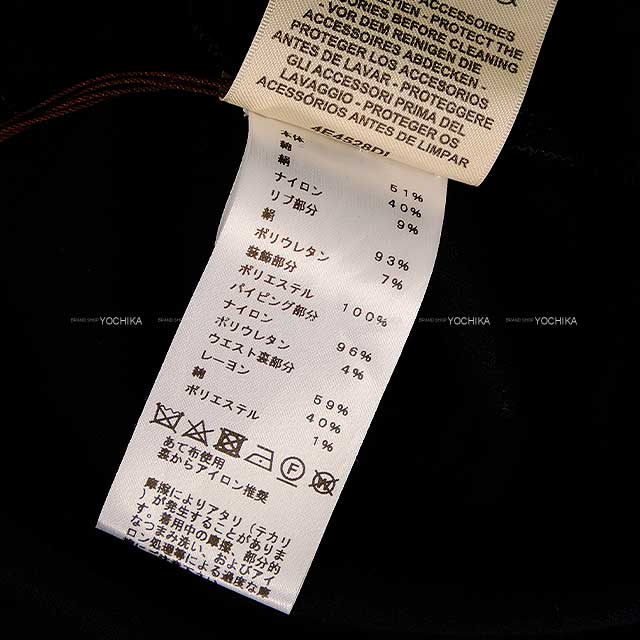 ACCESSOIRES
ETIEN - PROTECT THE
ORIES BEFORE CLEANING
- VOR DEM REINIGEN DIE
ACCESSOIRES ABDECKEN -
PROTEGER LOS ACCESORIOS
ANTES DE LAVAR - PROTEGGERE
GLI ACCESSORI PRIMA DEL
LAVAGGIO - PROTEGER OS
ACESSÓRIOS ANTES DE LIMPAR
本体
綿 51%
絹 40%
ナイロン 9%
リブ部分
絹 93%
ポリウレタン 7%
装飾部分
ポリエステル 100%
パイピング部分
ナイロン 96%
ポリウレタン 4%
ウエスト裏部分
レーヨン 59%
綿 40%
ポリエステル 1%
F
W
あて布使用
裏からアイロン推奨
摩擦によりアタリ(テカリ
)が発生することがありま
す。着用中の摩擦、部分的
なつまみ洗い、およびアイ
BRAND SHOP YOCHIKA
BRAND SHOP YOCHIKA
BRAND SHOP YOCHIKA